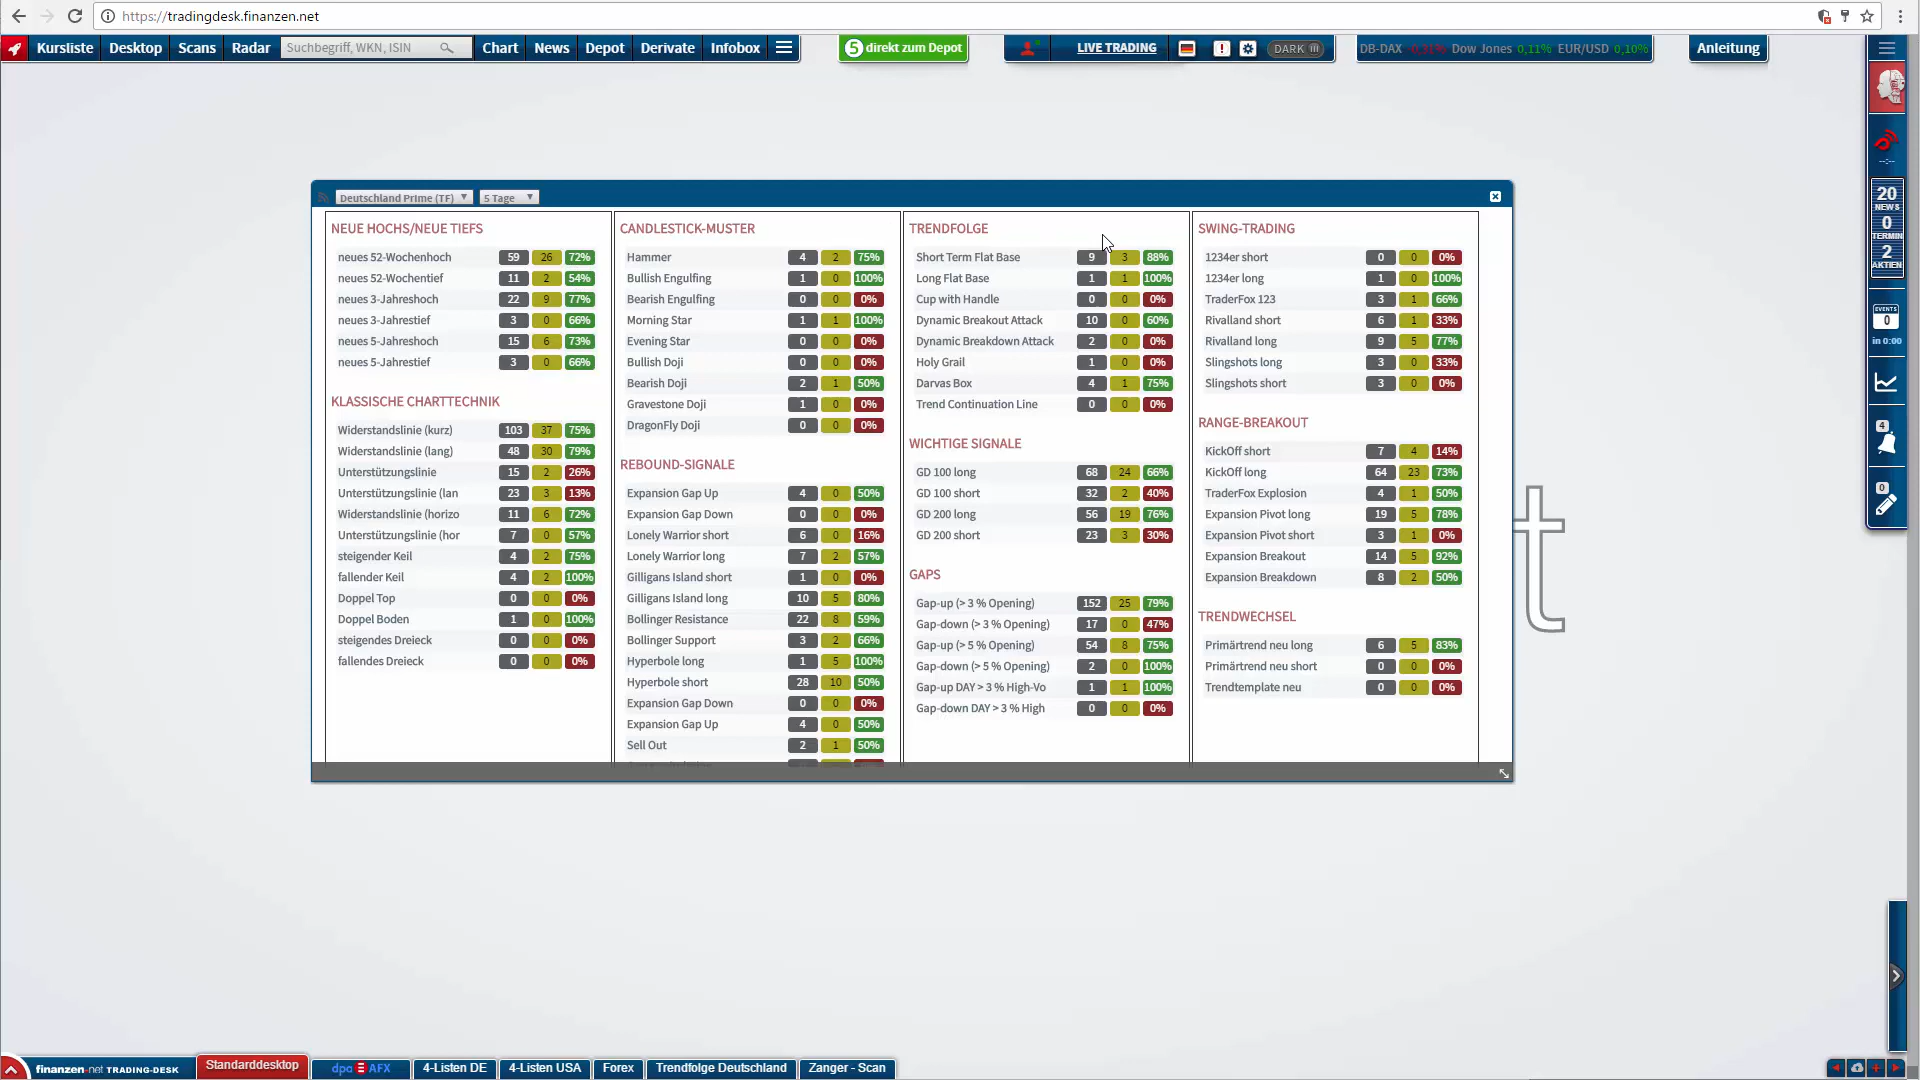 https://tradingdesk.finanzen.net
Kursliste Desktop Scans Radar Suchbegriff, WKN, ISIN Chart News Depot Derivate Infobox direkt zum Depot LIVE TRADING ! DARK DB-DAX -0,31% Dow Jones 0,11% EUR/USD 0,10% Anleitung
Deutschland Prime (TF) 5 Tage
NEUE HOCHS/NEUE TIEFS
neues 52-Wochenhoch 59 26 72%
neues 52-Wochentief 11 2 54%
neues 3-Jahreshoch 22 9 77%
neues 3-Jahrestief 3 0 66%
neues 5-Jahreshoch 15 6 73%
neues 5-Jahrestief 3 0 66%
KLASSISCHE CHARTTECHNIK
Widerstandslinie (kurz) 103 37 75%
Widerstandslinie (lang) 48 30 79%
Unterstützungslinie 15 2 26%
Unterstützungslinie (lan 23 3 13%
Widerstandslinie (horizo 11 6 72%
Unterstützungslinie (hor 7 0 57%
steigender Keil 4 2 75%
fallender Keil 4 2 100%
Doppel Top 0 0 0%
Doppel Boden 1 0 100%
steigendes Dreieck 0 0 0%
fallendes Dreieck 0 0 0%
CANDLESTICK-MUSTER
Hammer 4 2 75%
Bullish Engulfing 1 0 100%
Bearish Engulfing 0 0 0%
Morning Star 1 1 100%
Evening Star 0 0 0%
Bullish Doji 0 0 0%
Bearish Doji 2 1 50%
Gravestone Doji 1 0 0%
DragonFly Doji 0 0 0%
REBOUND-SIGNALE
Expansion Gap Up 4 0 50%
Expansion Gap Down 0 0 0%
Lonely Warrior short 6 0 16%
Lonely Warrior long 7 2 57%
Gilligans Island short 1 0 0%
Gilligans Island long 10 5 80%
Bollinger Resistance 22 8 59%
Bollinger Support 3 2 66%
Hyperbole long 1 5 100%
Hyperbole short 28 10 50%
Expansion Gap Down 0 0 0%
Expansion Gap Up 4 0 50%
Sell Out 2 1 50%
TRENDFOLGE
Short Term Flat Base 9 3 88%
Long Flat Base 1 1 100%
Cup with Handle 0 0 0%
Dynamic Breakout Attack 10 0 60%
Dynamic Breakdown Attack 2 0 0%
Holy Grail 1 0 0%
Darvas Box 4 1 75%
Trend Continuation Line 0 0 0%
WICHTIGE SIGNALE
GD 100 long 68 24 66%
GD 100 short 32 2 40%
GD 200 long 56 19 76%
GD 200 short 23 3 30%
GAPS
Gap-up (> 3 % Opening) 152 25 79%
Gap-down (> 3 % Opening) 17 0 47%
Gap-up (> 5 % Opening) 54 8 75%
Gap-down (> 5 % Opening) 2 0 100%
Gap-up DAY > 3 % High-Vo 1 1 100%
Gap-down DAY > 3 % High 0 0 0%
SWING-TRADING
1234er short 0 0 0%
1234er long 1 0 100%
TraderFox 123 3 1 66%
Rivalland short 6 1 33%
Rivalland long 9 5 77%
Slingshots long 3 0 33%
Slingshots short 3 0 0%
RANGE-BREAKOUT
KickOff short 7 4 14%
KickOff long 64 23 73%
TraderFox Explosion 4 1 50%
Expansion Pivot long 19 5 78%
Expansion Pivot short 3 1 0%
Expansion Breakout 14 5 92%
Expansion Breakdown 8 2 50%
TRENDWECHSEL
Primärtrend neu long 6 5 83%
Primärtrend neu short 0 0 0%
Trendtemplate neu 0 0 0%
t
--:--
20
NEWS
0
TERMIN
2
AKTIEN
EVENTS
0
in 0:00
4
0
finanzen-net TRADING-DESK Standarddesktop dpa AFX 4-Listen DE 4-Listen USA Forex Trendfolge Deutschland Zanger - Scan